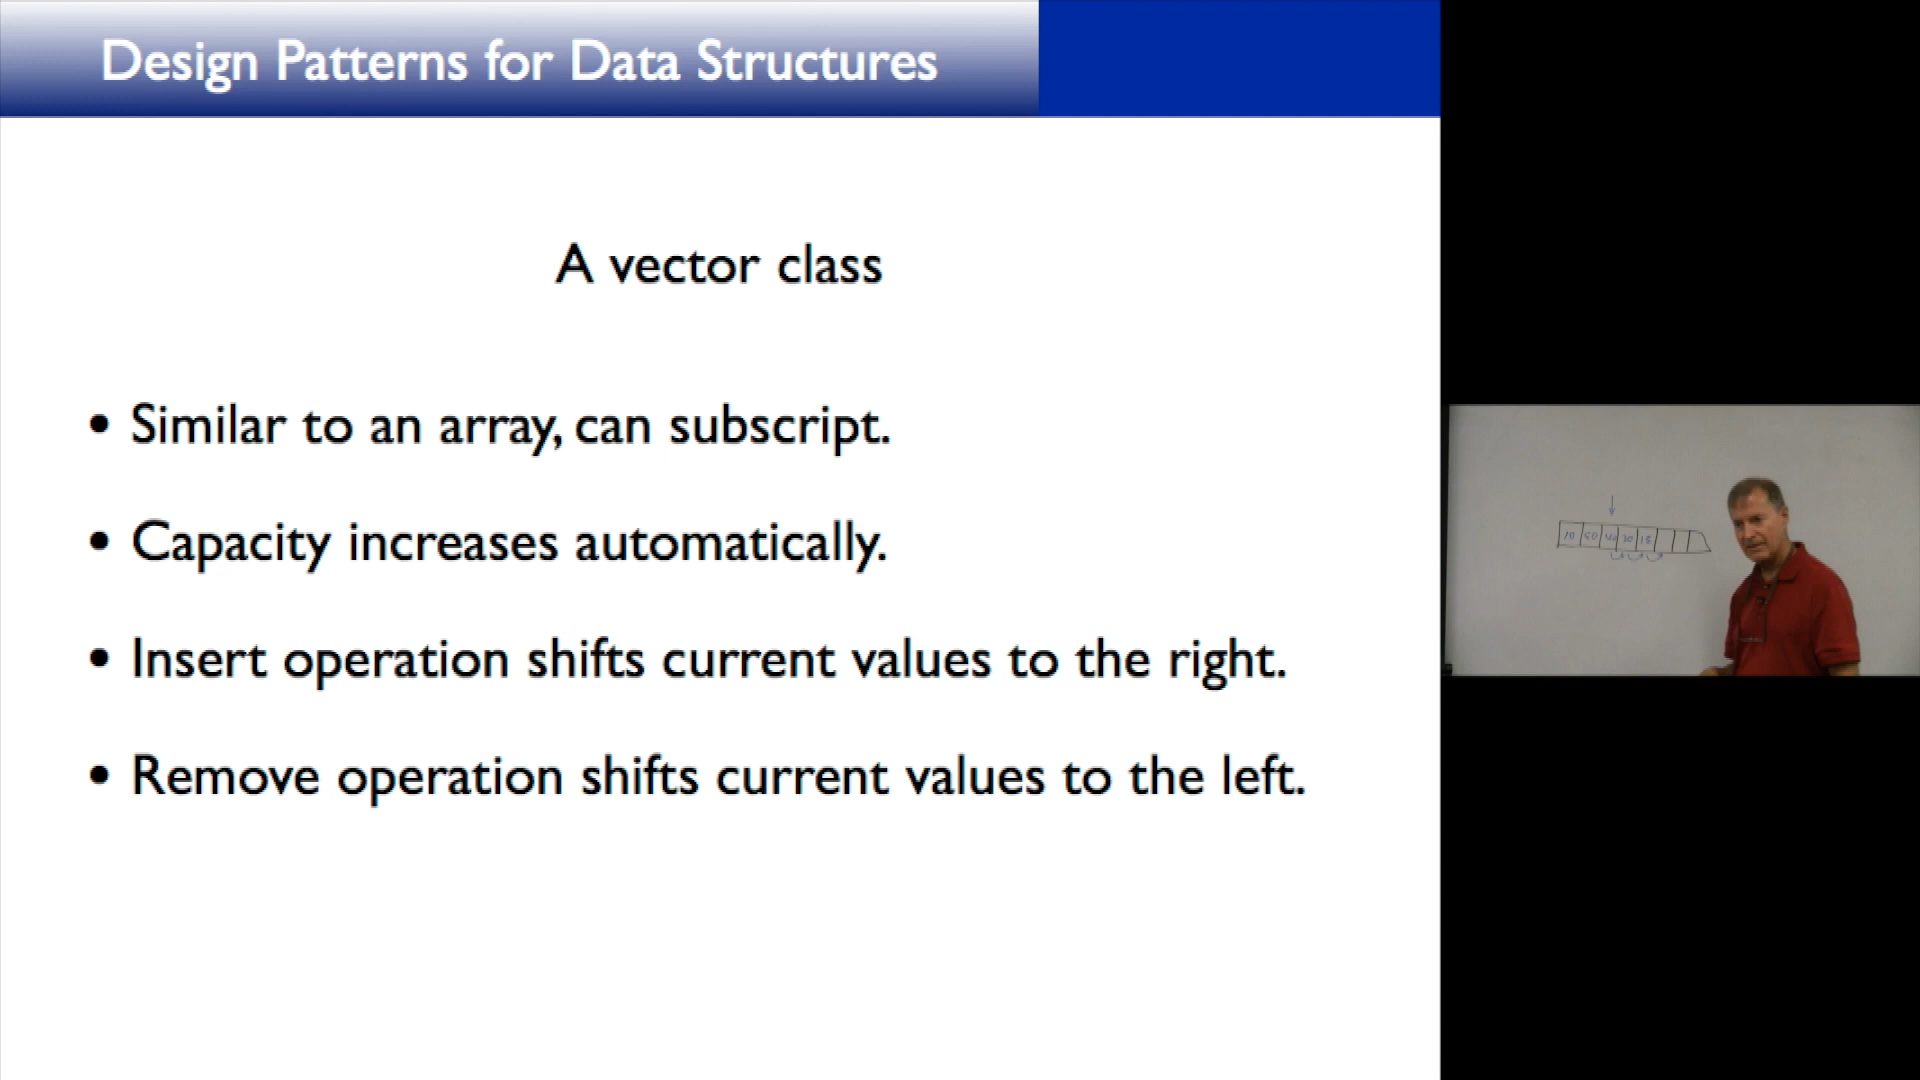 Design Patterns for Data Structures
A vector class
• Similar to an array, can subscript.
• Capacity increases automatically.
• Insert operation shifts current values to the right.
• Remove operation shifts current values to the left.
10